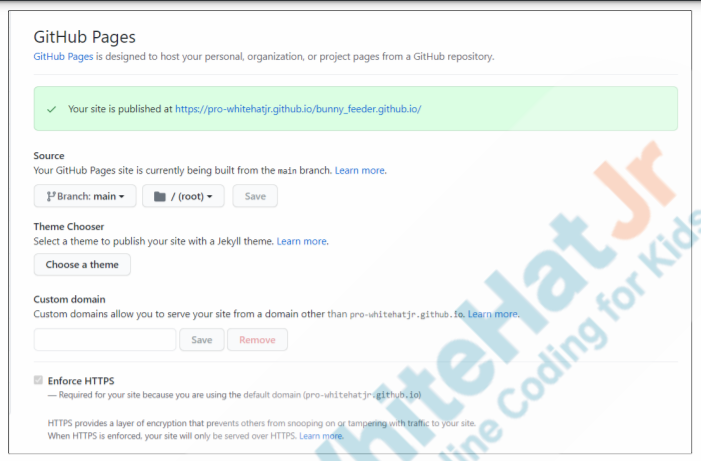 GitHub Pages
GitHub Pages is designed to host your personal, organization, or project pages from a GitHub repository.
Your site is published at https://pro-whitehatjr.github.io/bunny_feeder.github.io/
Source
Your GitHub Pages site is currently being built from the main branch. Learn more.
Branch: main / (root) Save
Theme Chooser
Select a theme to publish your site with a Jekyll theme. Learn more.
Choose a theme
Custom domain
Custom domains allow you to serve your site from a domain other than pro-whitehatjr.github.io. Learn more.
Save Remove
Enforce HTTPS
— Required for your site because you are using the default domain (pro-whitehatjr.github.io)
HTTPS provides a layer of encryption that prevents others from snooping on or tampering with traffic to your site.
When HTTPS is enforced, your site will only be served over HTTPS. Learn more.
hiteHat Jr
line Coding for Kids